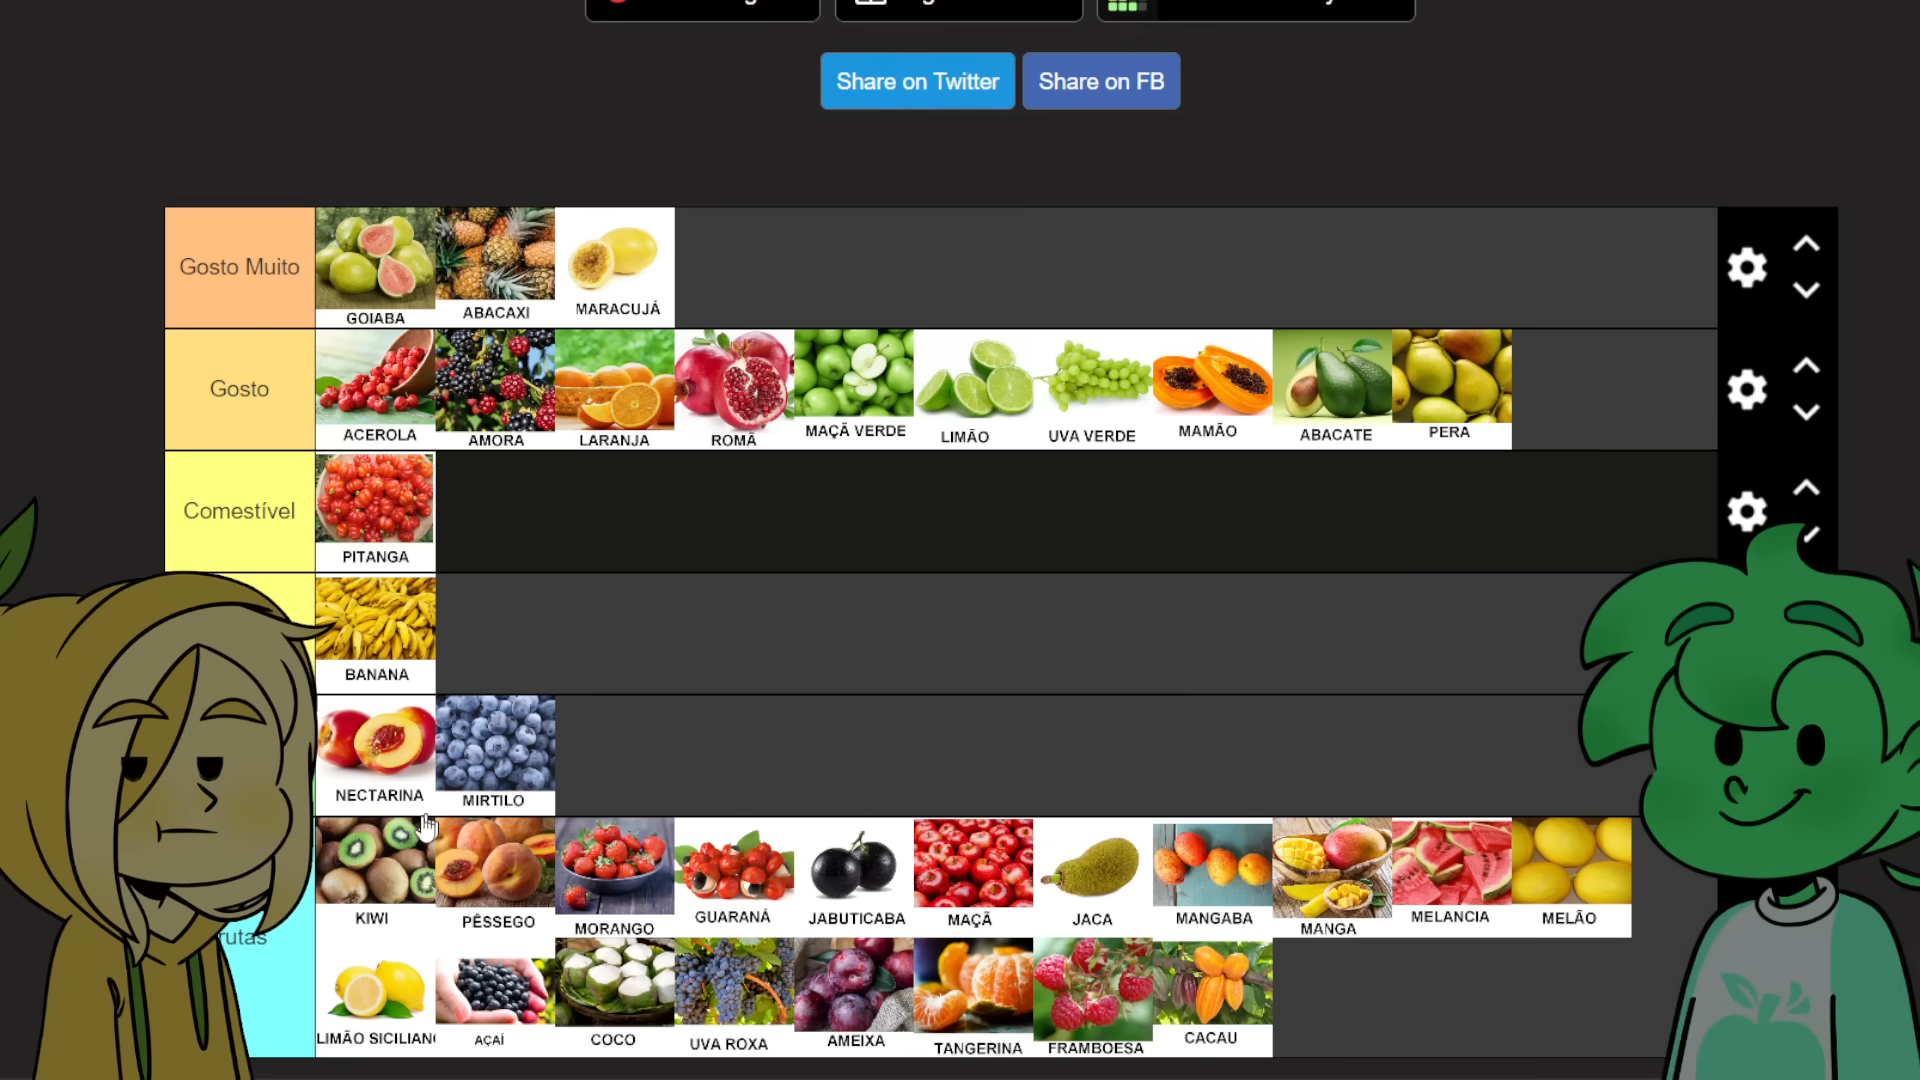 Share on Twitter Share on FB
Gosto Muito
GOIABA ABACAXI MARACUJÁ
Gosto
ACEROLA AMORA LARANJA ROMÃ MAÇÃ VERDE LIMÃO UVA VERDE MAMÃO ABACATE PERA
Comestível
PITANGA
BANANA
NECTARINA MIRTILO
KIWI PÊSSEGO MORANGO GUARANÁ JABUTICABA MAÇÃ JACA MANGABA MANGA MELANCIA MELÃO
rutas
LIMÃO SICILIANO AÇAÍ COCO UVA ROXA AMEIXA TANGERINA FRAMBOESA CACAU